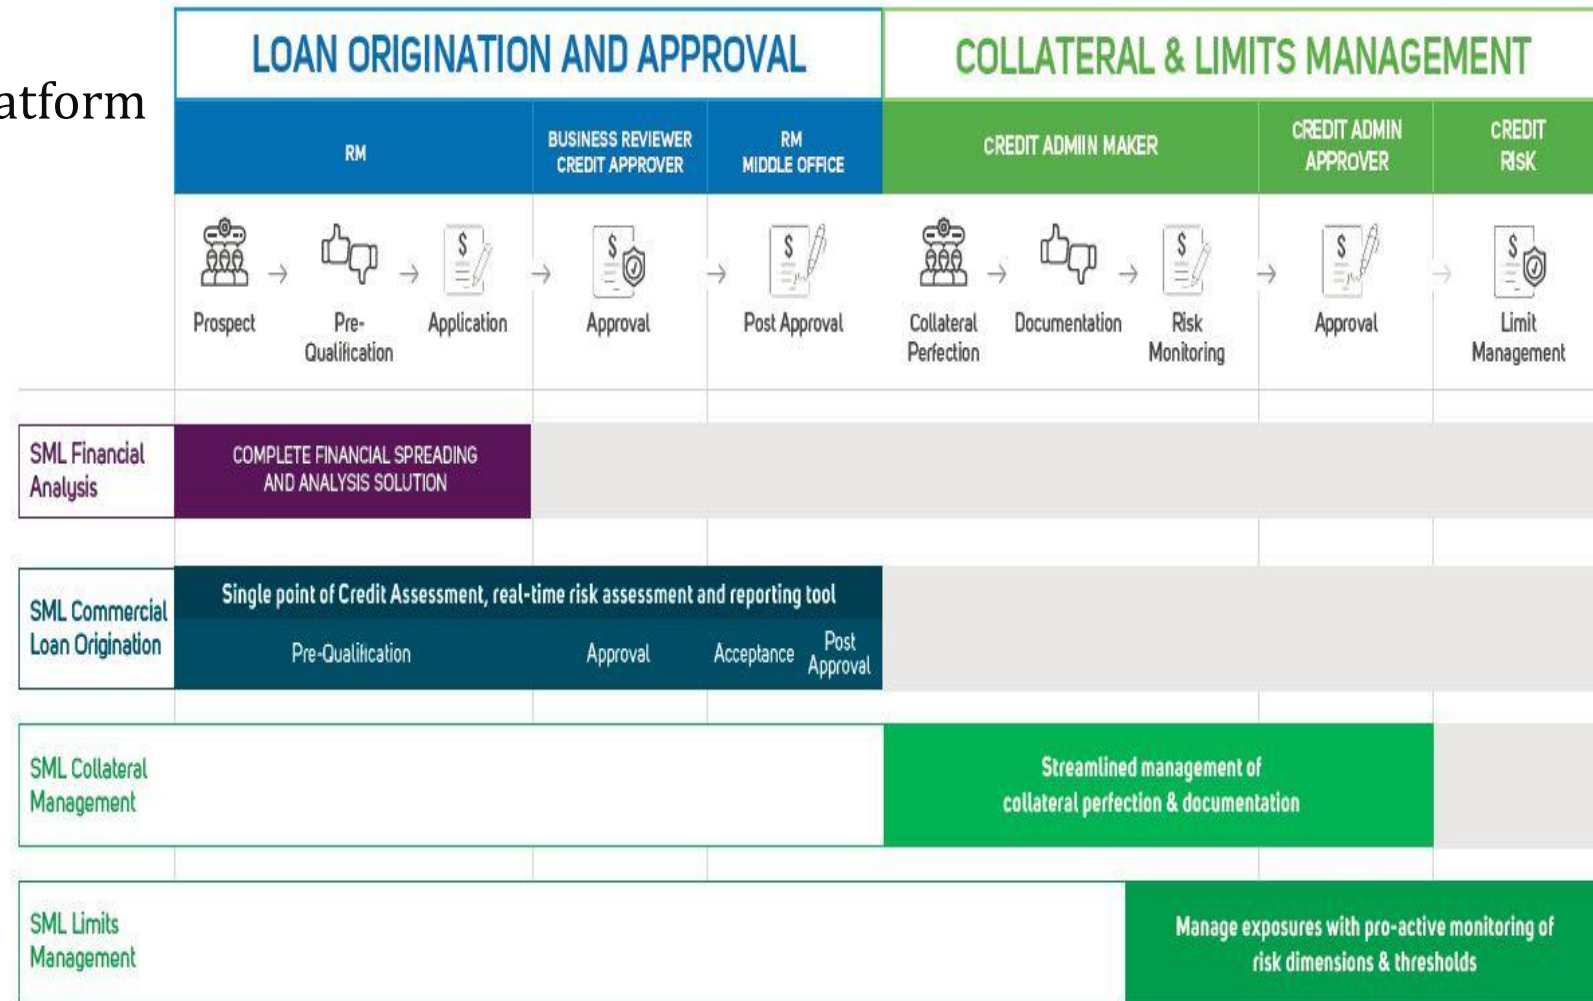 atform
LOAN ORIGINATION AND APPROVAL
COLLATERAL & LIMITS MANAGEMENT
RM
BUSINESS REVIEWER
CREDIT APPROVER
RM
MIDDLE OFFICE
CREDIT ADMIIN MAKER
CREDIT ADMIN
APPROVER
CREDIT
RISK
$
$
$
$
$
$
Prospect
Pre-
Qualification
Application
Approval
Post Approval
Collateral
Perfection
Documentation
Risk
Monitoring
Approval
Limit
Management
SML Financial
Analysis
COMPLETE FINANCIAL SPREADING
AND ANALYSIS SOLUTION
SML Commercial
Loan Origination
Single point of Credit Assessment, real-time risk assessment and reporting tool
Pre-Qualification
Approval
Acceptance
Post
Approval
SML Collateral
Management
Streamlined management of
collateral perfection & documentation
SML Limits
Management
Manage exposures with pro-active monitoring of
risk dimensions & thresholds